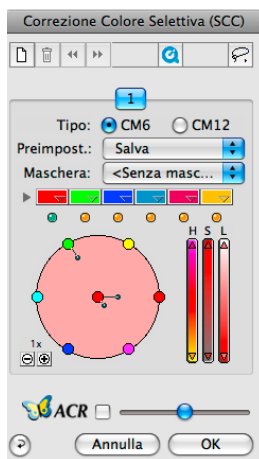 Correzione Colore Selettiva (SCC)
1
Tipo: CM6 CM12
Preimpost.: Salva
Maschera: <Senza masc...
H S L
1x
ACR
Annulla OK